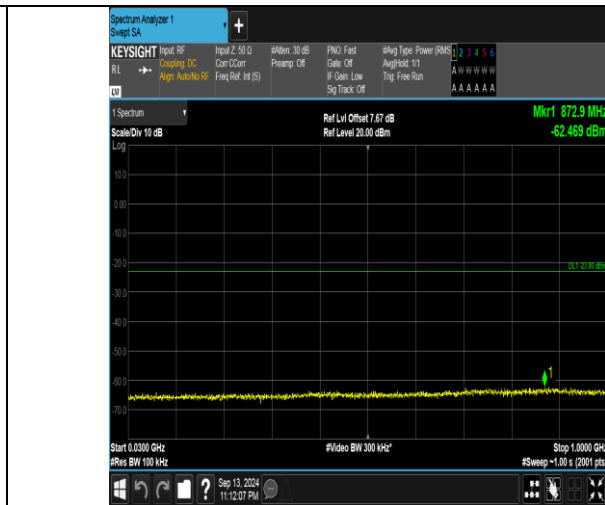 Spectrum Analyzer 1
Swept SA
+
KEYSIGHT Input: RF Input Z: 50 Ω #Atten: 30 dB PNO: Fast #Avg Type: Power (RMS 1 2 3 4 5 6
RL Coupling: DC Corr CCorr Preamp: Off Gate: Off Avg|Hold: 1/1 A W W W W W
Align: Auto/No RF Freq Ref: Int (S) IF Gain: Low Trig: Free Run A A A A A A
LXI Sig Track: Off
1 Spectrum Ref Lvl Offset 7.67 dB Mkr1 872.9 MHz
Scale/Div 10 dB Ref Level 20.00 dBm -62.469 dBm
Log
10.0
0.00
-10.0
-20.0
DL1 -23.00 dBm
-30.0
-40.0
-50.0
1
-60.0
-70.0
Start 0.0300 GHz #Video BW 300 kHz* Stop 1.0000 GHz
#Res BW 100 kHz #Sweep ~1.00 s (2001 pts
? Sep 13, 2024
11:12:07 PM